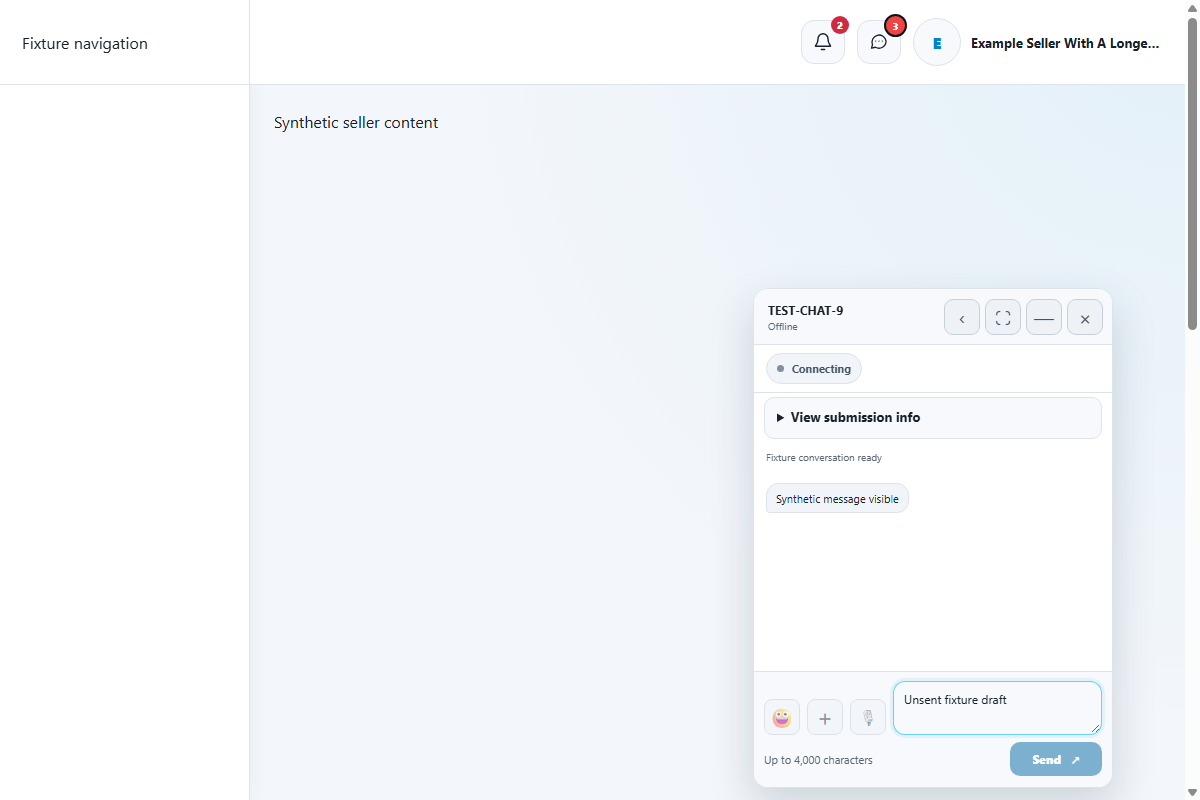 Fixture navigation
2
3
E
Example Seller With A Longe...
Synthetic seller content
TEST-CHAT-9
Offline
Connecting
View submission info
Fixture conversation ready
Synthetic message visible
Unsent fixture draft
Up to 4,000 characters
Send